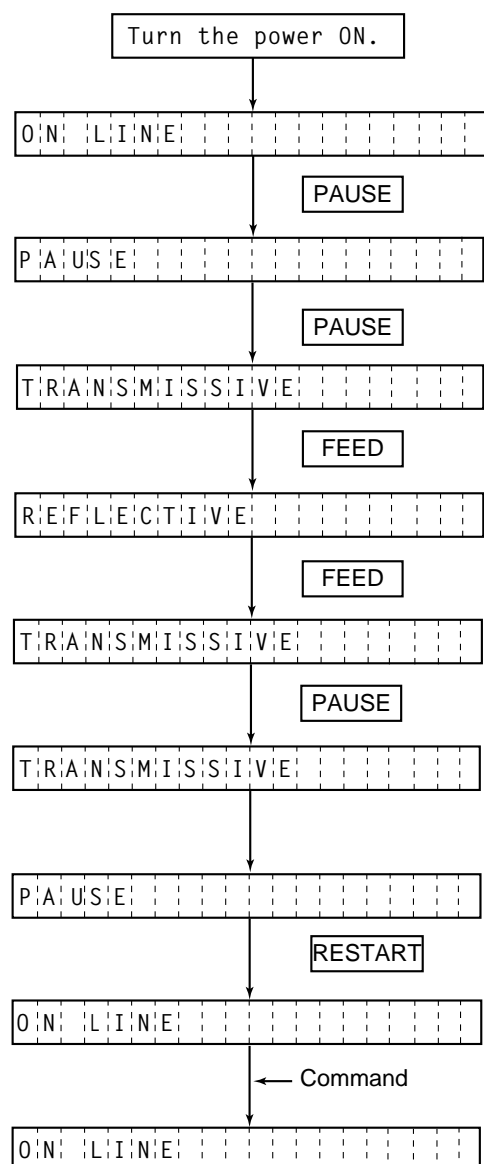 Turn the power ON.
ON LINE
PAUSE
PAUSE
PAUSE
TRANSMISSIVE
FEED
REFLECTIVE
FEED
TRANSMISSIVE
PAUSE
TRANSMISSIVE
PAUSE
RESTART
ON LINE
Command
ON LINE